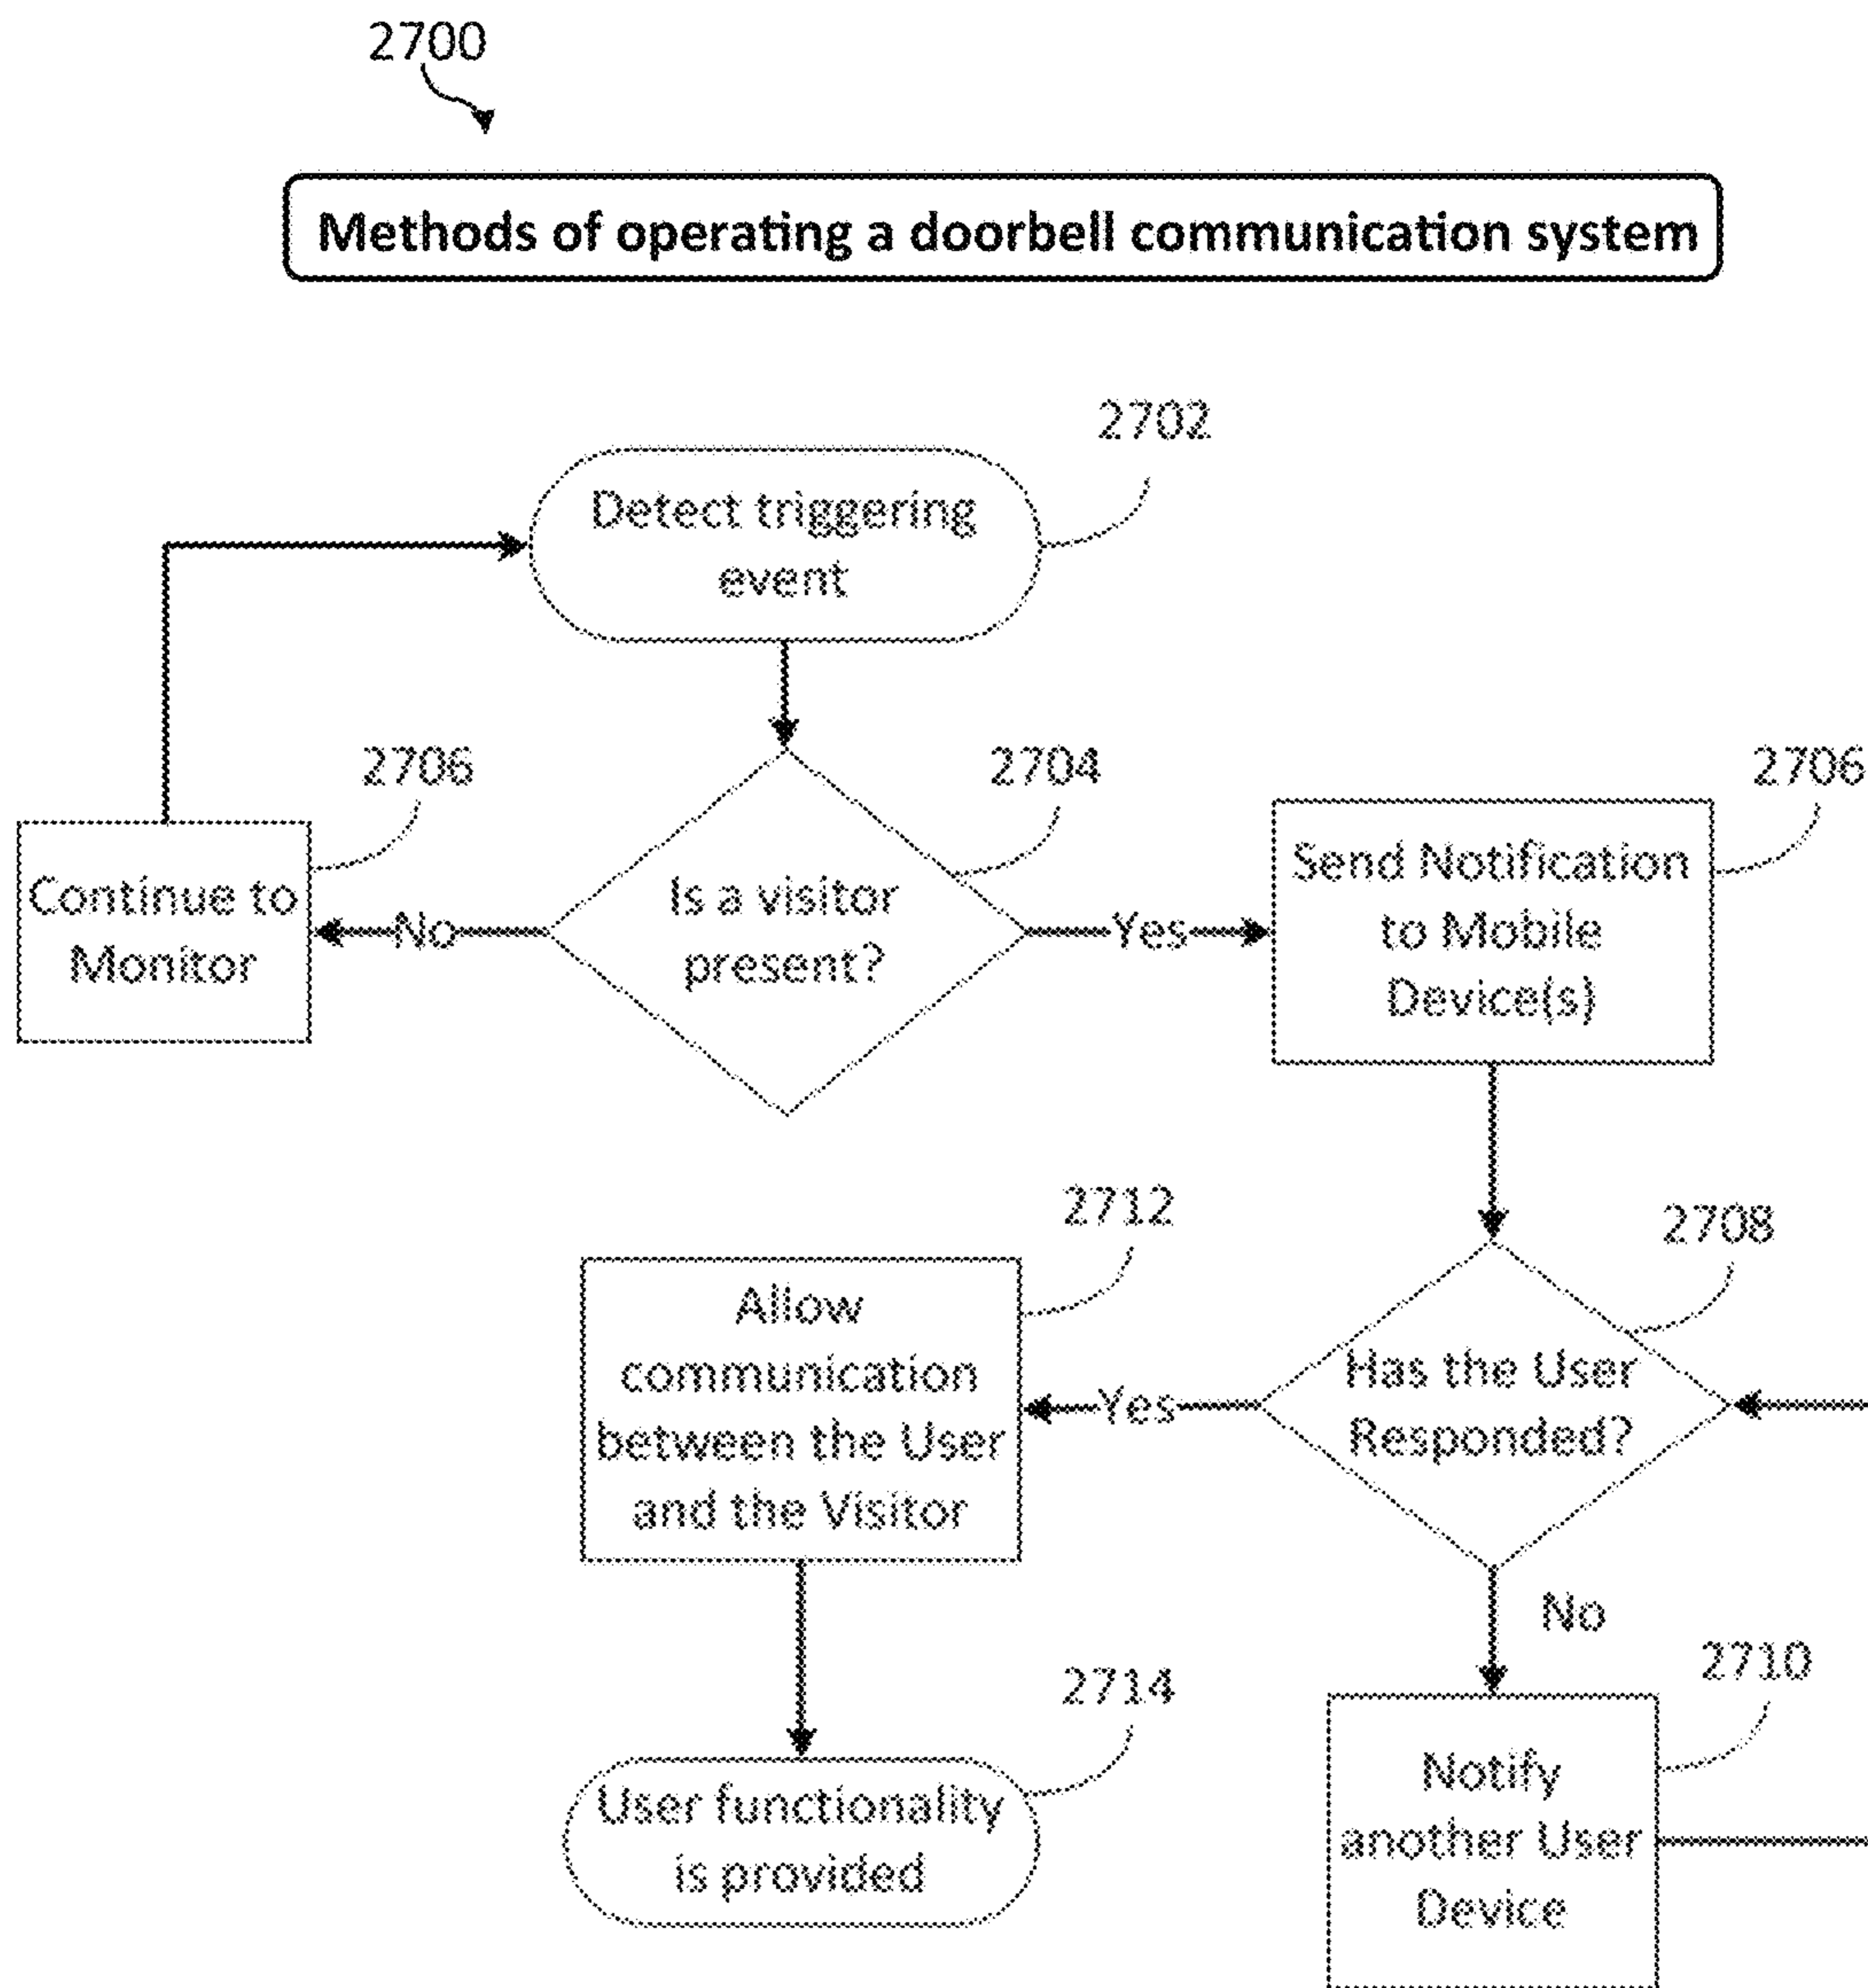 2700
Methods of operating a doorbell communication system
2702
Detect triggering
event
2706
2704
2706
Continue to
Monitor
No
Is a visitor
present?
Yes
Send Notification
to Mobile
Device(s)
2712
2708
Allow
communication
between the User
and the Visitor
Yes
Has the User
Responded?
No
2714
2710
User functionality
is provided
Notify
another User
Device